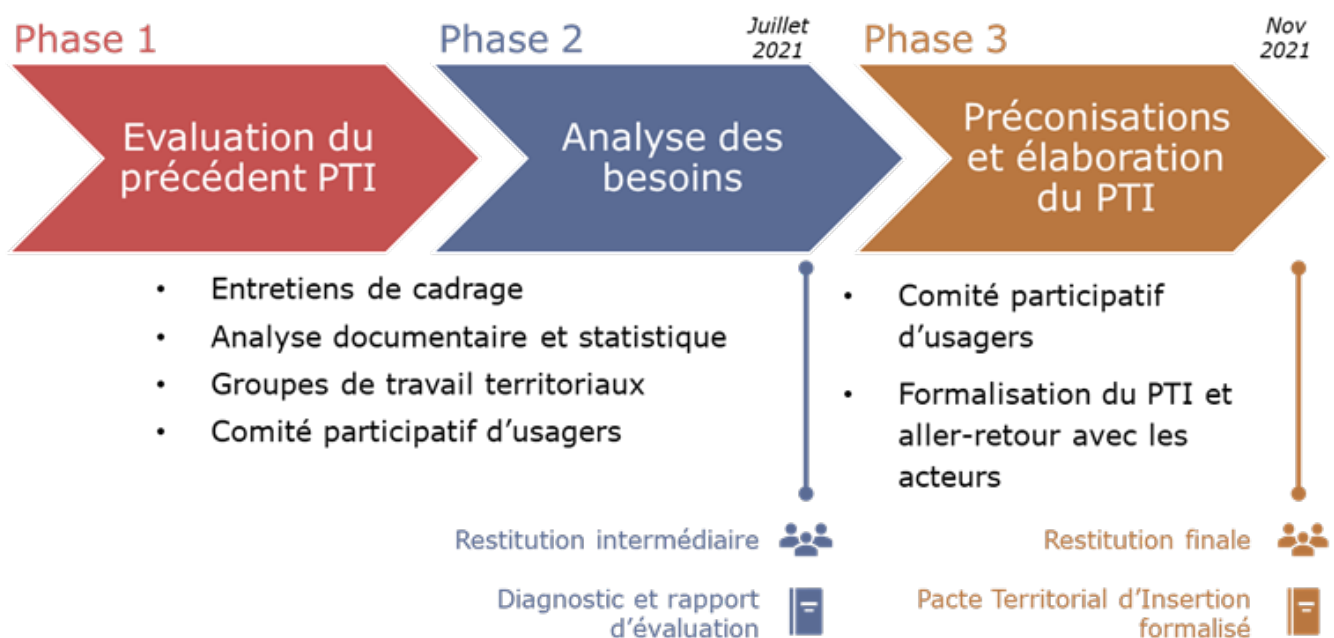 Phase 1
Phase 2
Juillet
2021
Phase 3
Nov
2021
Evaluation du
précédent PTI
Analyse des
besoins
Préconisations
et élaboration
du PTI
• Entretiens de cadrage
• Analyse documentaire et statistique
• Groupes de travail territoriaux
• Comité participatif d'usagers
• Comité participatif
d'usagers
• Formalisation du PTI et
aller-retour avec les
acteurs
Restitution intermédiaire
Diagnostic et rapport
d'évaluation
Restitution finale
Pacte Territorial d'Insertion
formalisé